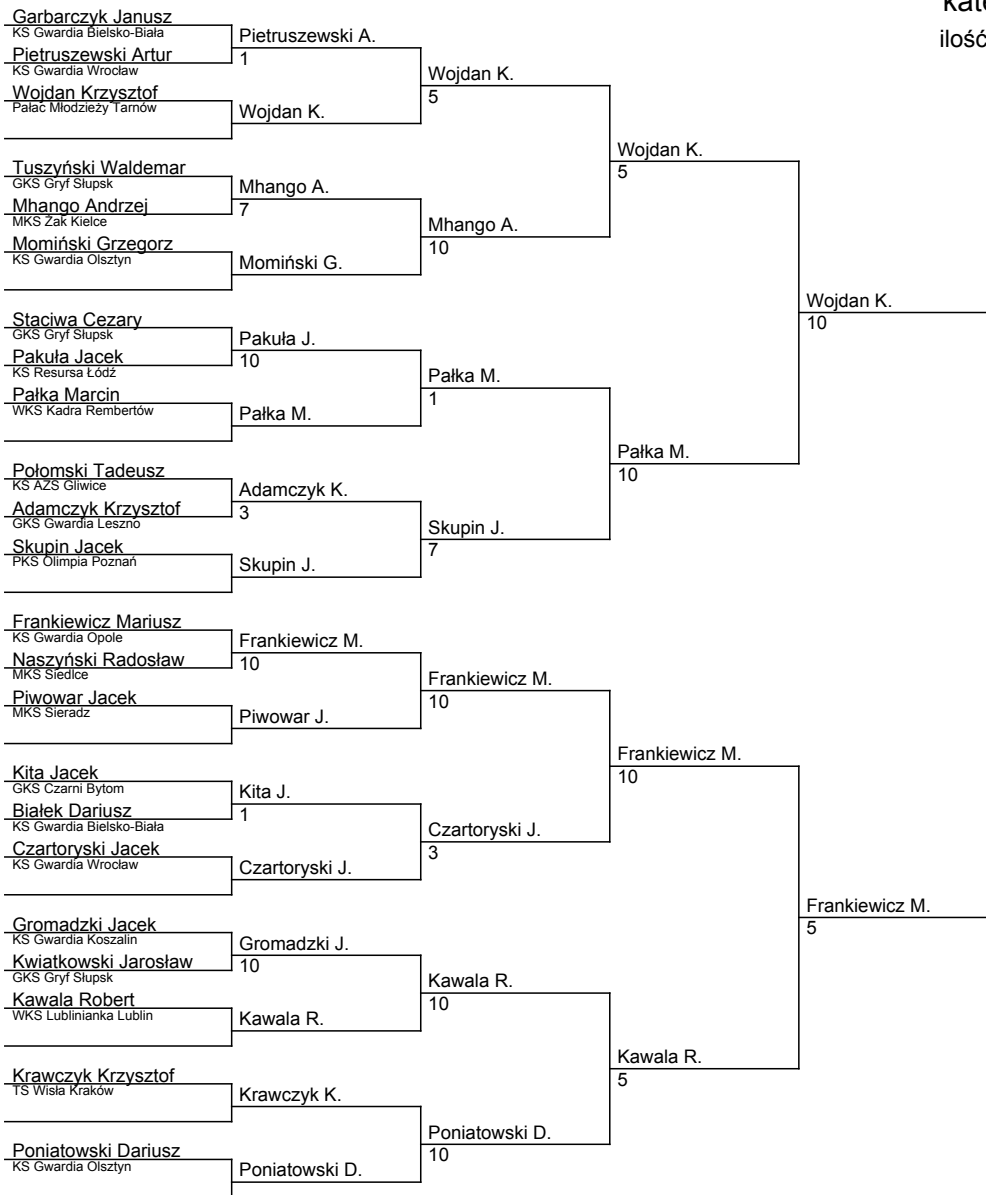 Garbarczyk Janusz
KS Gwardia Bielsko-Biała
Pietruszewski Artur
KS Gwardia Wrocław
Wojdan Krzysztof
Pałac Młodzieży Tarnów
Tuszyński Waldemar
GKS Gryf Słupsk
Mhango Andrzej
MKS Żak Kielce
Momiński Grzegorz
KS Gwardia Olsztyn
Staciwa Cezary
GKS Gryf Słupsk
Pakuła Jacek
KS Resursa Łódź
Pałka Marcin
WKS Kadra Rembertów
Połomski Tadeusz
KS AZS Gliwice
Adamczyk Krzysztof
GKS Gwardia Leszno
Skupin Jacek
PKS Olimpia Poznań
Frankiewicz Mariusz
KS Gwardia Opole
Naszyński Radosław
MKS Siedlce
Piwowar Jacek
MKS Sieradz
Kita Jacek
GKS Czarni Bytom
Białek Dariusz
KS Gwardia Bielsko-Biała
Czartoryski Jacek
KS Gwardia Wrocław
Gromadzki Jacek
KS Gwardia Koszalin
Kwiatkowski Jarosław
GKS Gryf Słupsk
Kawala Robert
WKS Lublinianka Lublin
Krawczyk Krzysztof
TS Wisła Kraków
Poniatowski Dariusz
KS Gwardia Olsztyn
Pietruszewski A.
1
Wojdan K.
Mhango A.
7
Momiński G.
Pakuła J.
10
Pałka M.
Adamczyk K.
3
Skupin J.
Frankiewicz M.
10
Piwowar J.
Kita J.
1
Czartoryski J.
Gromadzki J.
10
Kawala R.
Krawczyk K.
Poniatowski D.
Wojdan K.
5
Mhango A.
10
Pałka M.
1
Skupin J.
7
Frankiewicz M.
10
Czartoryski J.
3
Kawala R.
10
Poniatowski D.
10
Wojdan K.
5
Pałka M.
10
Frankiewicz M.
10
Kawala R.
5
Wojdan K.
10
Frankiewicz M.
5
ilość